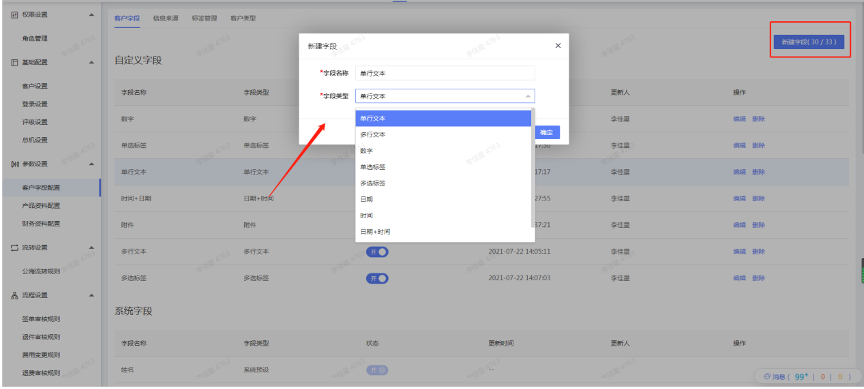 权限设置
角色管理
基础配置
客户设置
登录设置
评级设置
总机设置
参数设置
客户字段配置
产品资料配置
财务资料配置
流转设置
公海流转规则
流程设置
签单审核规则
退件审核规则
费用变更规则
退费审核规则
客户字段 信息来源 标签管理 客户类型
新建字段( 30 / 33 )
自定义字段
字段名称 字段类型 更新人 操作
数字 数字 李佳星 编辑 删除
单选标签 单选标签 17:50 李佳星 编辑 删除
单行文本 单行文本 17:17 李佳星 编辑 删除
时间+日期 日期+时间 27:55 李佳星 编辑 删除
附件 附件 37:21 李佳星 编辑 删除
多行文本 多行文本 开 2021-07-22 14:05:11 李佳星 编辑 删除
多选标签 多选标签 开 2021-07-22 14:07:03 李佳星 编辑 删除
系统字段
字段名称 字段类型 状态 更新时间 更新人 操作
姓名 系统预设 开 --
新建字段 ×
*字段名称 单行文本
*字段类型 单行文本
单行文本
多行文本
数字
单选标签
多选标签
日期
时间
日期+时间
确定
消息 ( 99+ | 0 | 0 )